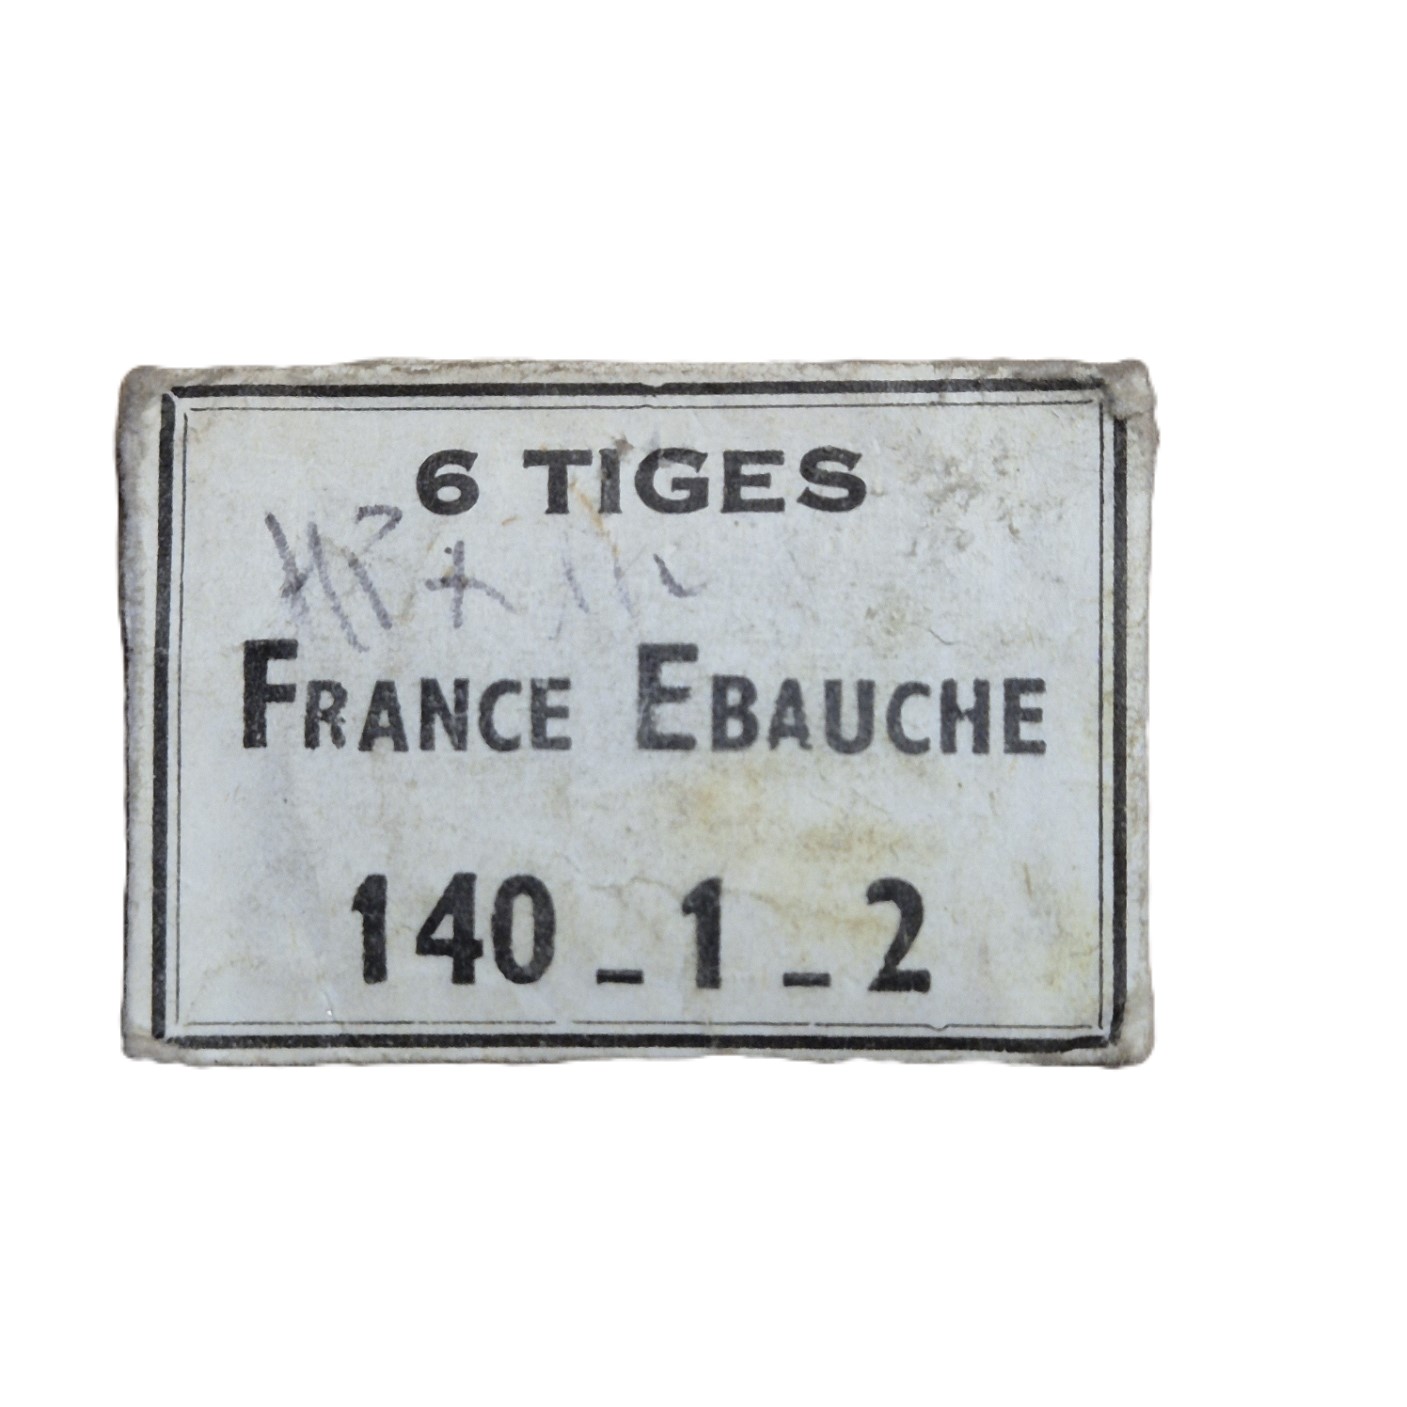 6 TIGES
FRANCE EBAUCHE
140_1_2